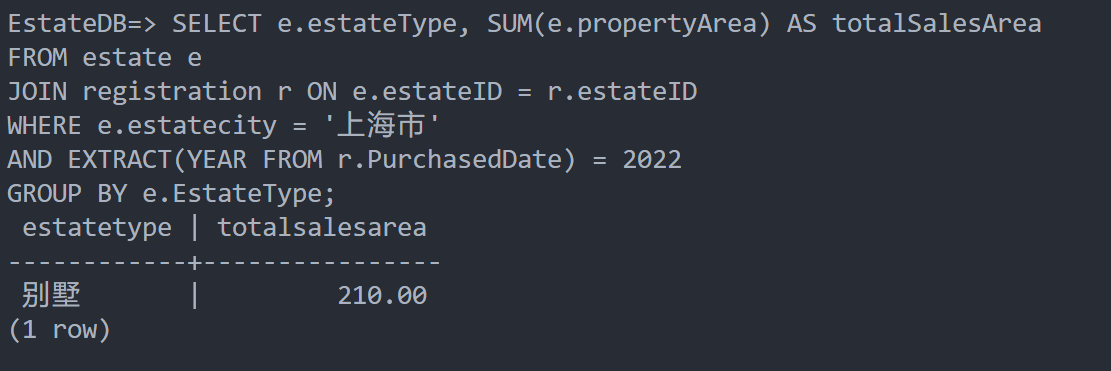 EstateDB=> SELECT e.estateType, SUM(e.propertyArea) AS totalSalesArea
FROM estate e
JOIN registration r ON e.estateID = r.estateID
WHERE e.estatecity = '上海市'
AND EXTRACT(YEAR FROM r.PurchasedDate) = 2022
GROUP BY e.EstateType;
 estatetype | totalsalesarea
------------+----------------
 别墅       |         210.00
(1 row)